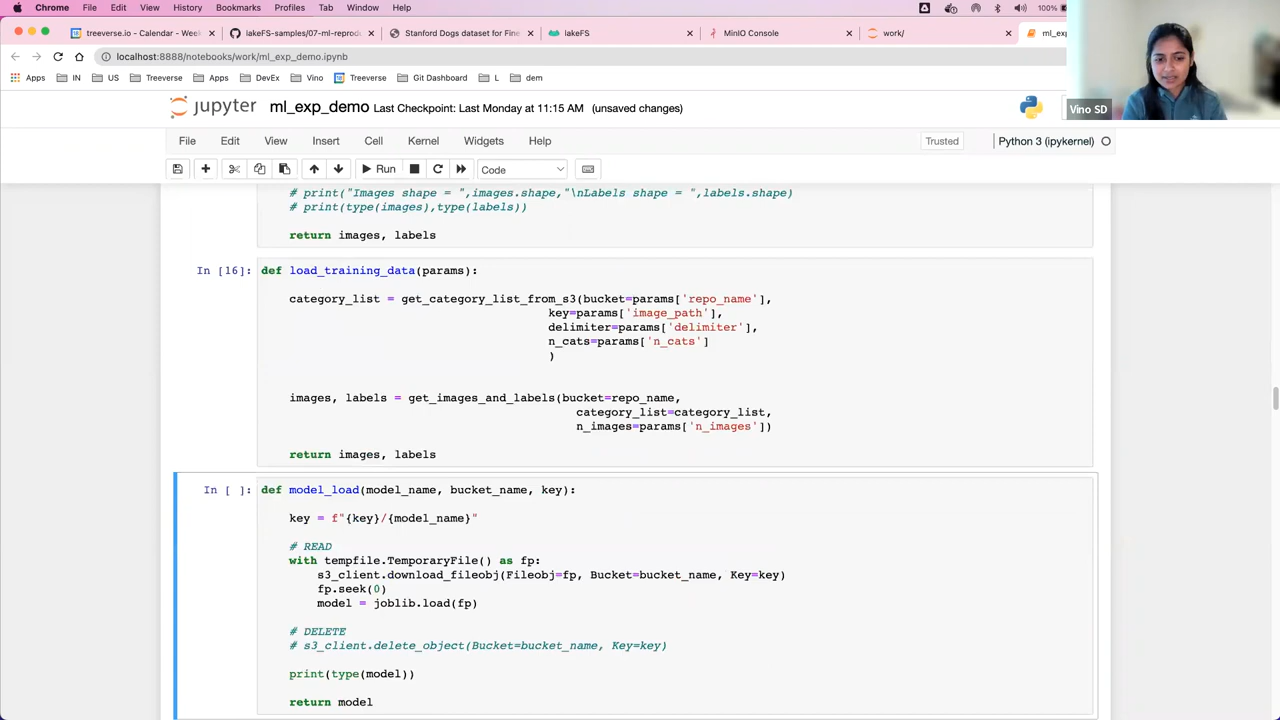 Chrome File Edit View History Bookmarks Profiles Tab Window Help 100%
treeverse.io - Calendar - Wee lakeFS-samples/07-ml-reprod Stanford Dogs dataset for Fine lakeFS MinIO Console work/ ml_exp
localhost:8888/notebooks/ml_exp_demo.ipynb
Apps IN US Treeverse Apps DevEx Vino Treeverse Git Dashboard L dem
Vino SD
jupyter ml_exp_demo Last Checkpoint: Last Monday at 11:15 AM (unsaved changes)
File Edit View Insert Cell Kernel Widgets Help Trusted Python 3 (ipykernel)
Run Code
# print("Images shape = ",images.shape,"\nLabels shape = ",labels.shape)
# print(type(images),type(labels))
return images, labels
In [16]: def load_training_data(params):
category_list = get_category_list_from_s3(bucket=params['repo_name'],
key=params['image_path'],
delimiter=params['delimiter'],
n_cats=params['n_cats']
)
images, labels = get_images_and_labels(bucket=repo_name,
category_list=category_list,
n_images=params['n_images'])
return images, labels
In [ ]: def model_load(model_name, bucket_name, key):
key = f"{key}/{model_name}"
# READ
with tempfile.TemporaryFile() as fp:
s3_client.download_fileobj(Fileobj=fp, Bucket=bucket_name, Key=key)
fp.seek(0)
model = joblib.load(fp)
# DELETE
# s3_client.delete_object(Bucket=bucket_name, Key=key)
print(type(model))
return model